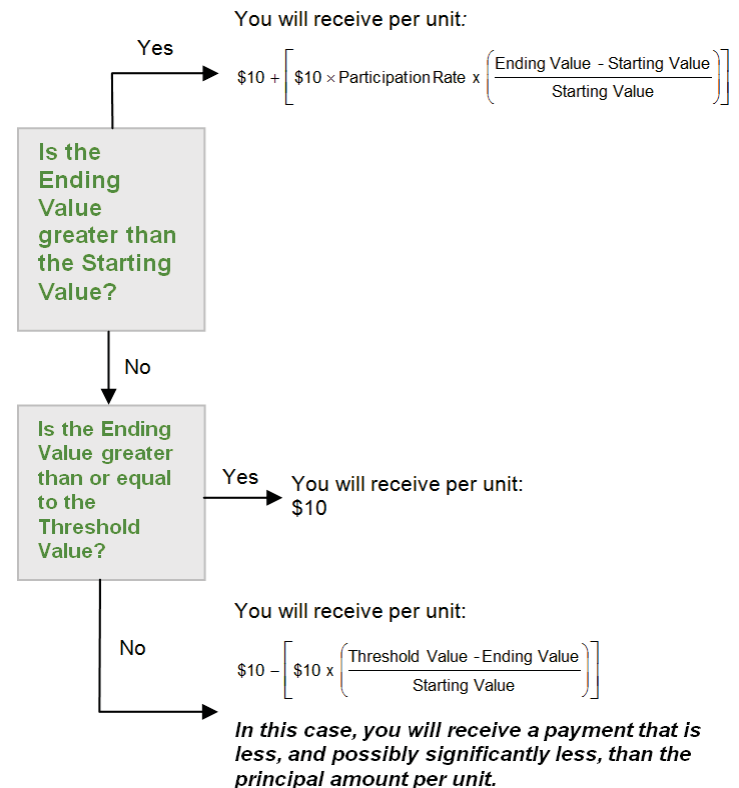 You will receive per unit:
Yes
$10 + [ $10 × Participation Rate x ( Ending Value - Starting Value
Starting Value ) ]
Is the
Ending
Value
greater than
the Starting
Value?
No
Is the Ending
Value greater
than or equal
to the
Threshold
Value?
Yes
You will receive per unit:
$10
You will receive per unit:
No
$10 – [ $10 x ( Threshold Value - Ending Value
Starting Value ) ]
In this case, you will receive a payment that is
less, and possibly significantly less, than the
principal amount per unit.